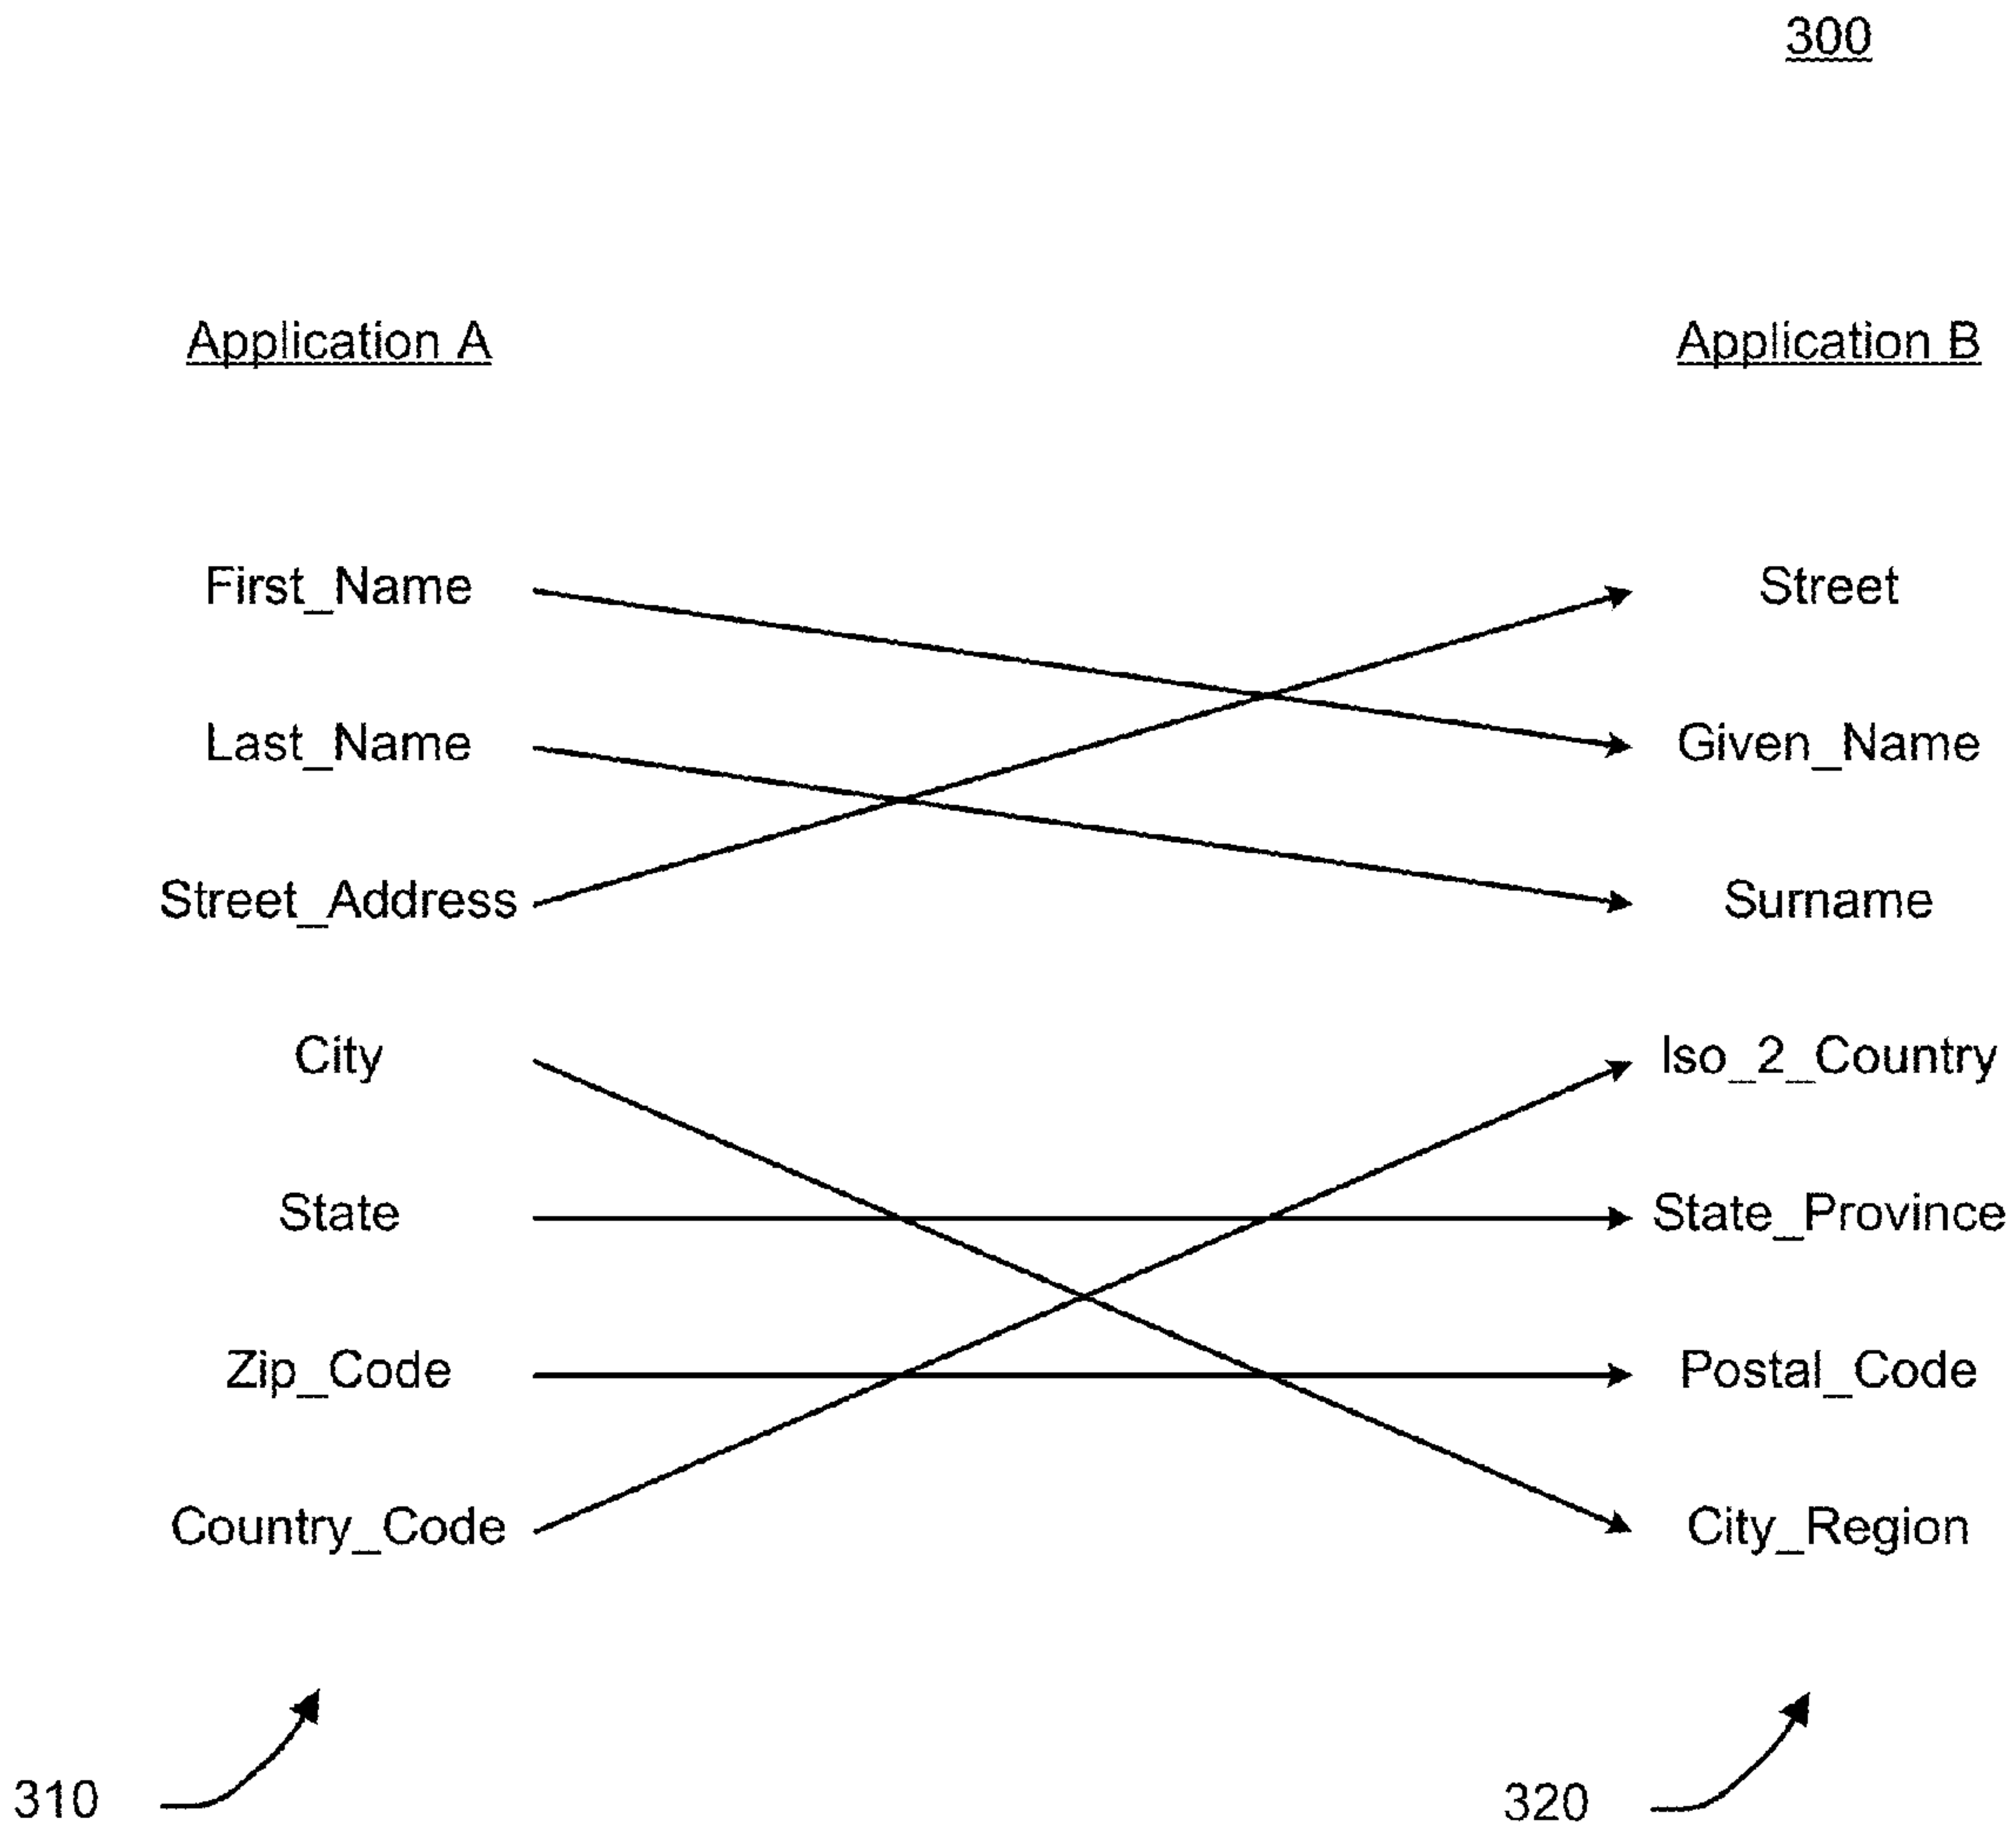 300
Application A Application B
First_Name Street
Last_Name Given_Name
Street_Address Surname
City Iso_2_Country
State State_Province
Zip_Code Postal_Code
Country_Code City_Region
310 320